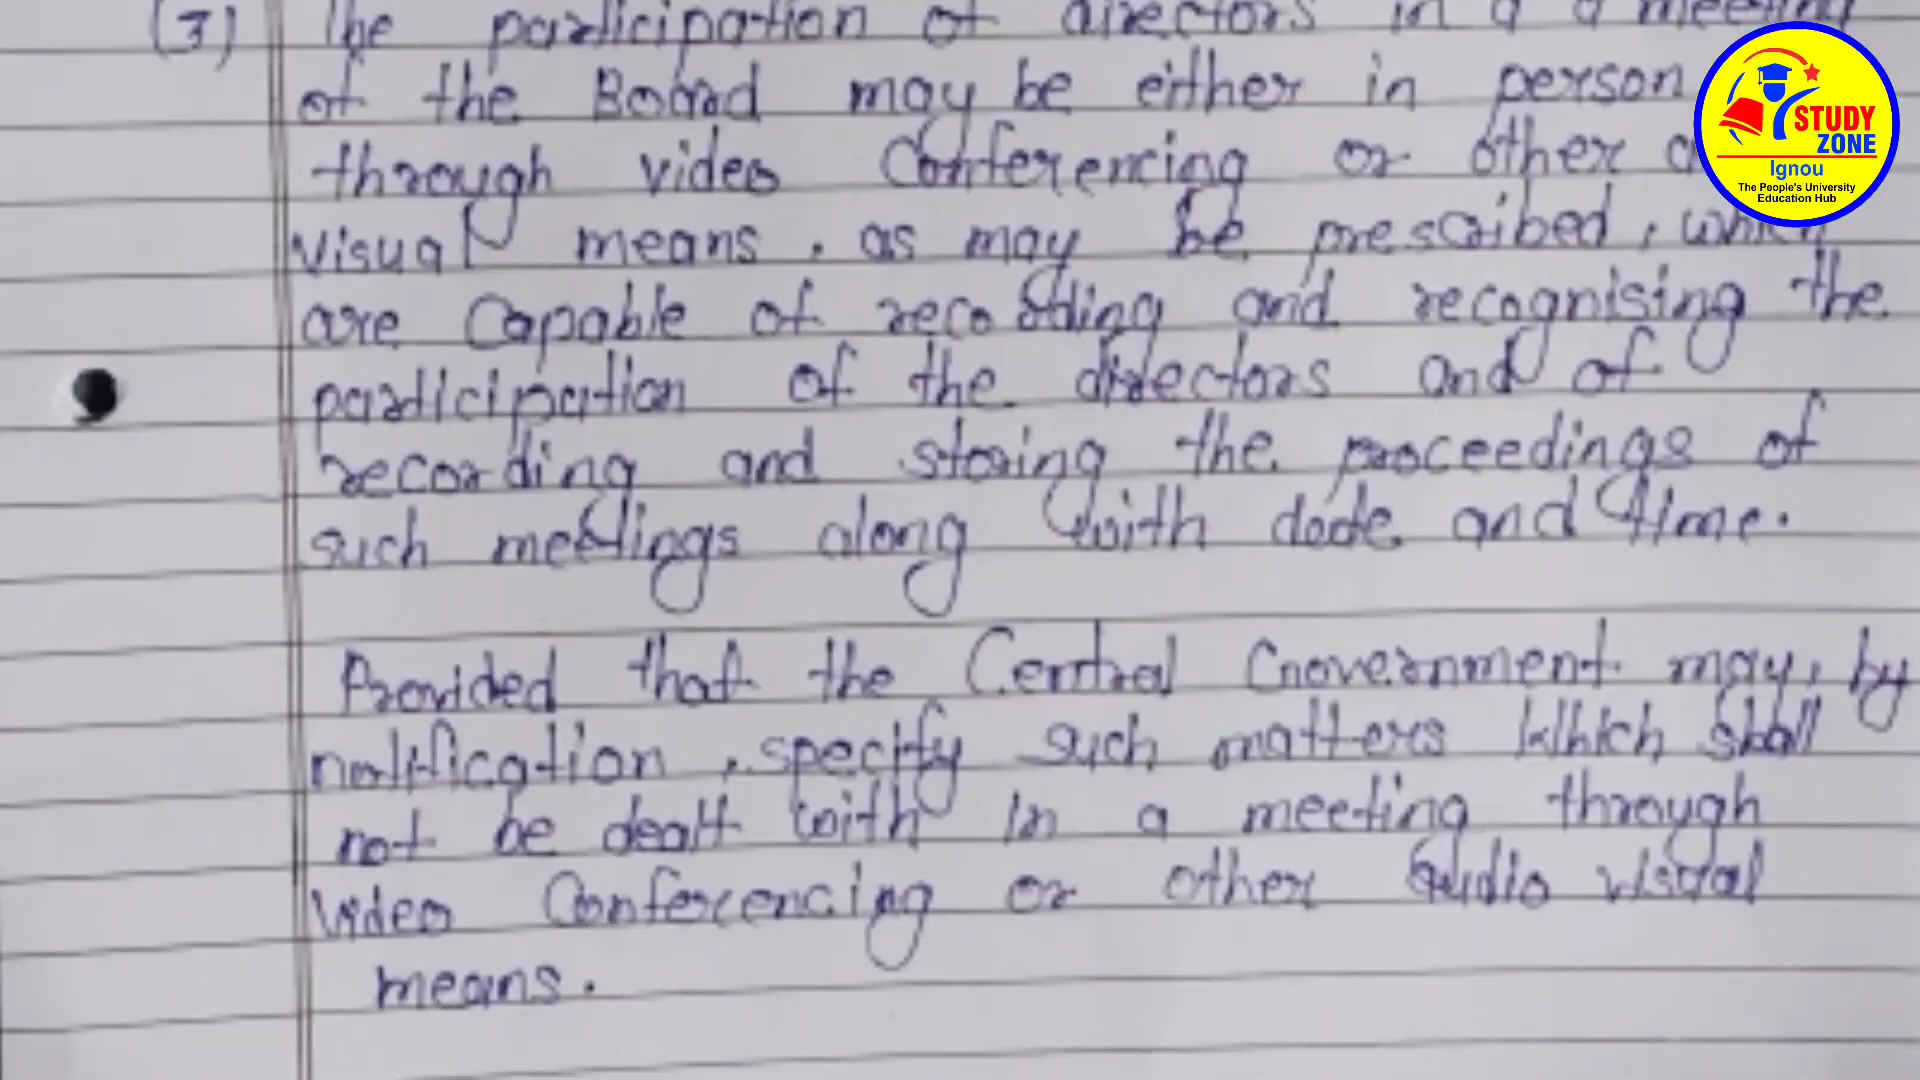 (3) The participation of directors in a a meeting
of the Board may be either in person
through video Conferencing or other
visual means, as may be prescribed, which
are Capable of recording and recognising the
participation of the directors and of
recording and storing the proceedings of
such meetings along with date and time.
Provided that the Central Government may, by
notification, specify such matters Which shall
not be dealt with in a meeting through
video Conferencing or other audio visual
means.
STUDY
ZONE
Ignou
The People's University
Education Hub